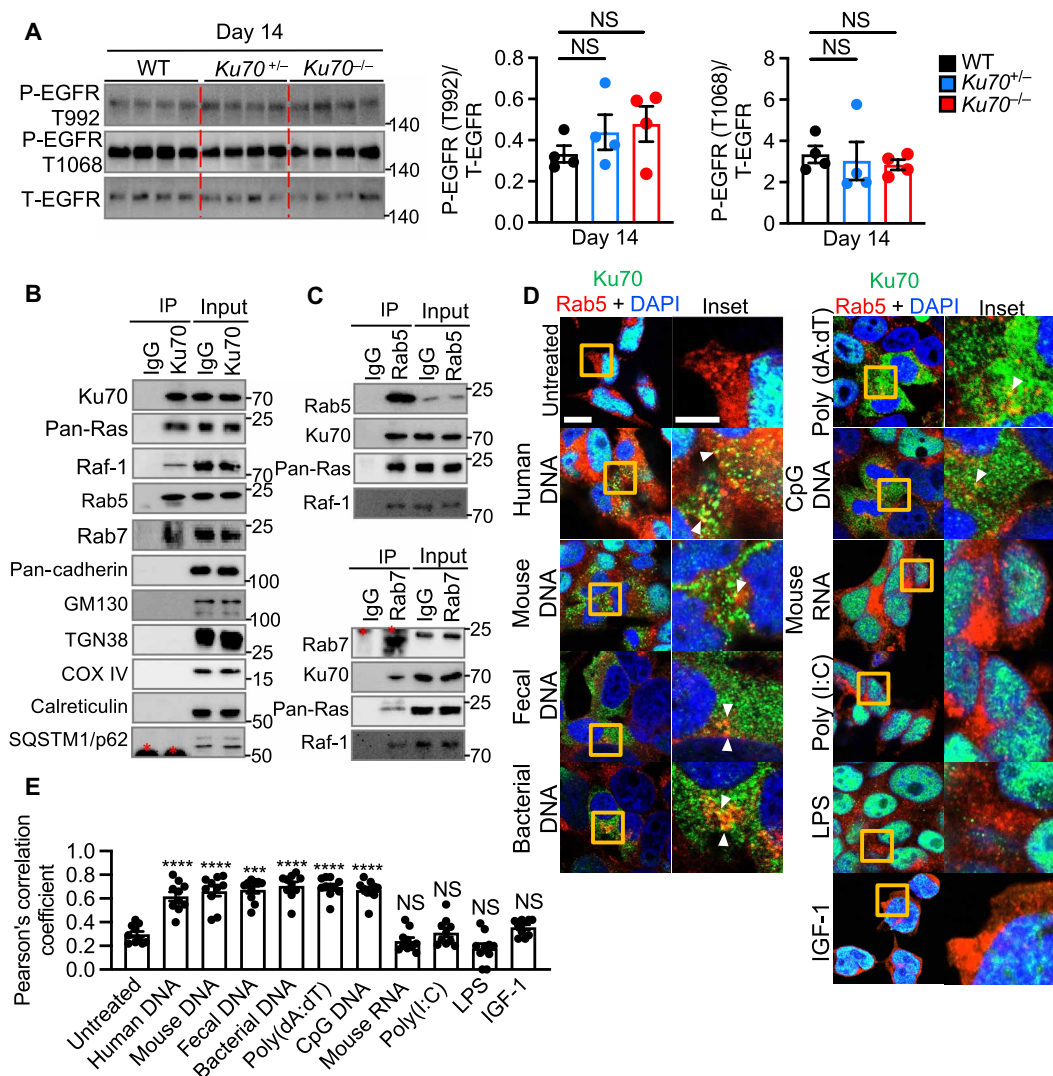 A
Day 14
WT
Ku70 +/–
Ku70 –/–
P-EGFR
T992
140
P-EGFR
T1068
140
T-EGFR
140
P-EGFR (T992)/
T-EGFR
0.8
0.6
0.4
0.2
0.0
NS
NS
Day 14
P-EGFR (T1068)/
T-EGFR
8
6
4
2
0
NS
NS
Day 14
WT
Ku70+/–
Ku70–/–
B
IP
Input
IgG
Ku70
IgG
Ku70
Ku70
70
Pan-Ras
25
Raf-1
70
Rab5
25
Rab7
25
Pan-cadherin
100
GM130
100
TGN38
25
COX IV
15
Calreticulin
50
SQSTM1/p62
* *
50
C
IP
Input
IgG
Rab5
IgG
Rab5
Rab5
25
Ku70
70
Pan-Ras
25
Raf-1
70
IP
Input
IgG
Rab7
IgG
Rab7
* *
Rab7
25
Ku70
70
Pan-Ras
25
Raf-1
70
D
Ku70
Rab5 + DAPI
Inset
Untreated
Human
DNA
Mouse
DNA
Fecal
DNA
Bacterial
DNA
Ku70
Rab5 + DAPI
Inset
Poly (dA:dT)
CpG
DNA
Mouse
RNA
Poly (I:C)
LPS
IGF-1
E
Pearson's correlation
coefficient
1.0
0.8
0.6
0.4
0.2
0.0
****
****
***
****
****
****
NS
NS
NS
NS
Untreated
Human DNA
Mouse DNA
Fecal DNA
Bacterial DNA
Poly(dA:dT)
CpG DNA
Mouse RNA
Poly(I:C)
LPS
IGF-1